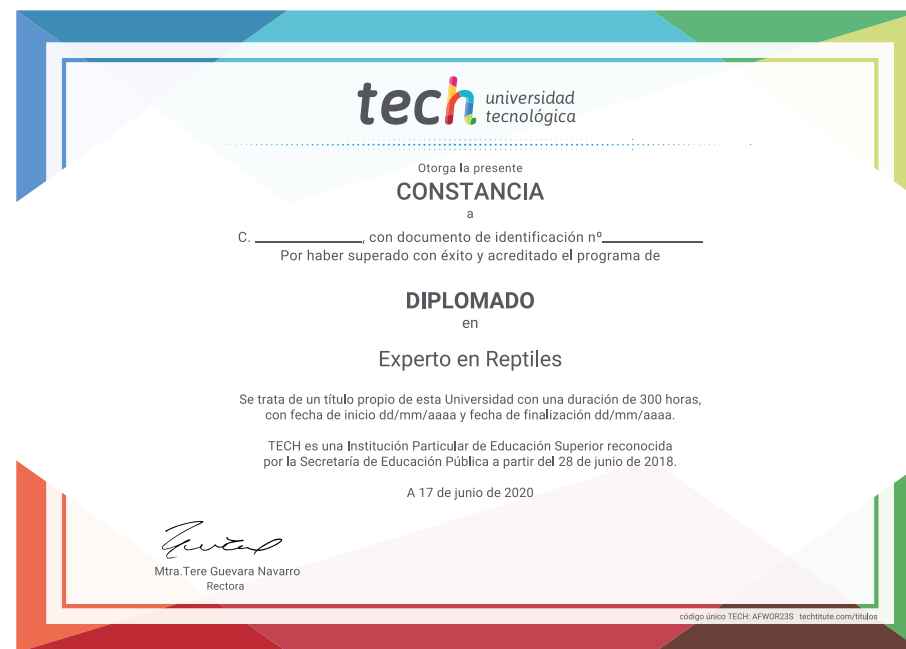 tech universidad
tecnológica
Otorga la presente
CONSTANCIA
a
C. ______________, con documento de identificación nº_____________
Por haber superado con éxito y acreditado el programa de
DIPLOMADO
en
Experto en Reptiles
Se trata de un título propio de esta Universidad con una duración de 300 horas,
con fecha de inicio dd/mm/aaaa y fecha de finalización dd/mm/aaaa.
TECH es una Institución Particular de Educación Superior reconocida
por la Secretaría de Educación Pública a partir del 28 de junio de 2018.
A 17 de junio de 2020
Mtra.Tere Guevara Navarro
Rectora
código único TECH: AFWOR23S techtitute.com/titulos